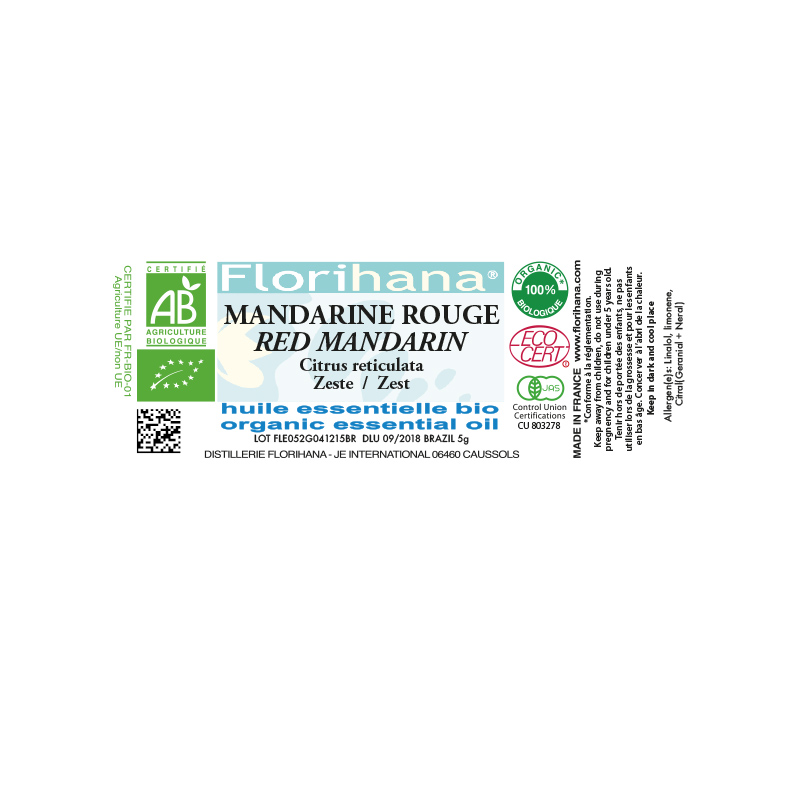 CERTIFIE PAR FR-BIO-01
Agriculture UE/non UE
CERTIFIÉ
AB
AGRICULTURE
BIOLOGIQUE
Florihana®
MANDARINE ROUGE
RED MANDARIN
Citrus reticulata
Zeste / Zest
huile essentielle bio
organic essential oil
LOT FLE052G041215BR DLU 09/2018 BRAZIL 5g
DISTILLERIE FLORIHANA - JE INTERNATIONAL 06460 CAUSSOLS
ORGANIC*
100%
BIOLOGIQUE
ECO
CERT
JAS
Control Union
Certifications
CU 803278
MADE IN FRANCE www.florihana.com
*Conforme à la réglementation.
Keep away from children, do not use during
pregnency and for children under 5 years old.
Tenir hors de portée des enfants, ne pas
utiliser lors de la grossesse et pour les enfants
en bas âge. Concerver à l'abri de la chaleur.
Keep in dark and cool place
Allergen(e)s: Linalol, limonene,
Citral(Geranial + Neral)